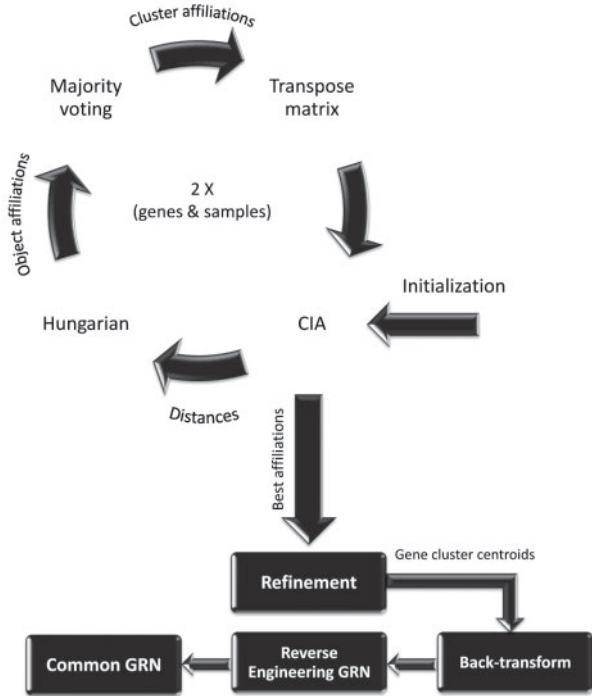 Cluster affiliations
Majority
voting
Transpose
matrix
Object affiliations
2 X
(genes & samples)
Initialization
Hungarian
CIA
Distances
Best affiliations
Gene cluster centroids
Refinement
Common GRN
Reverse
Engineering GRN
Back-transform